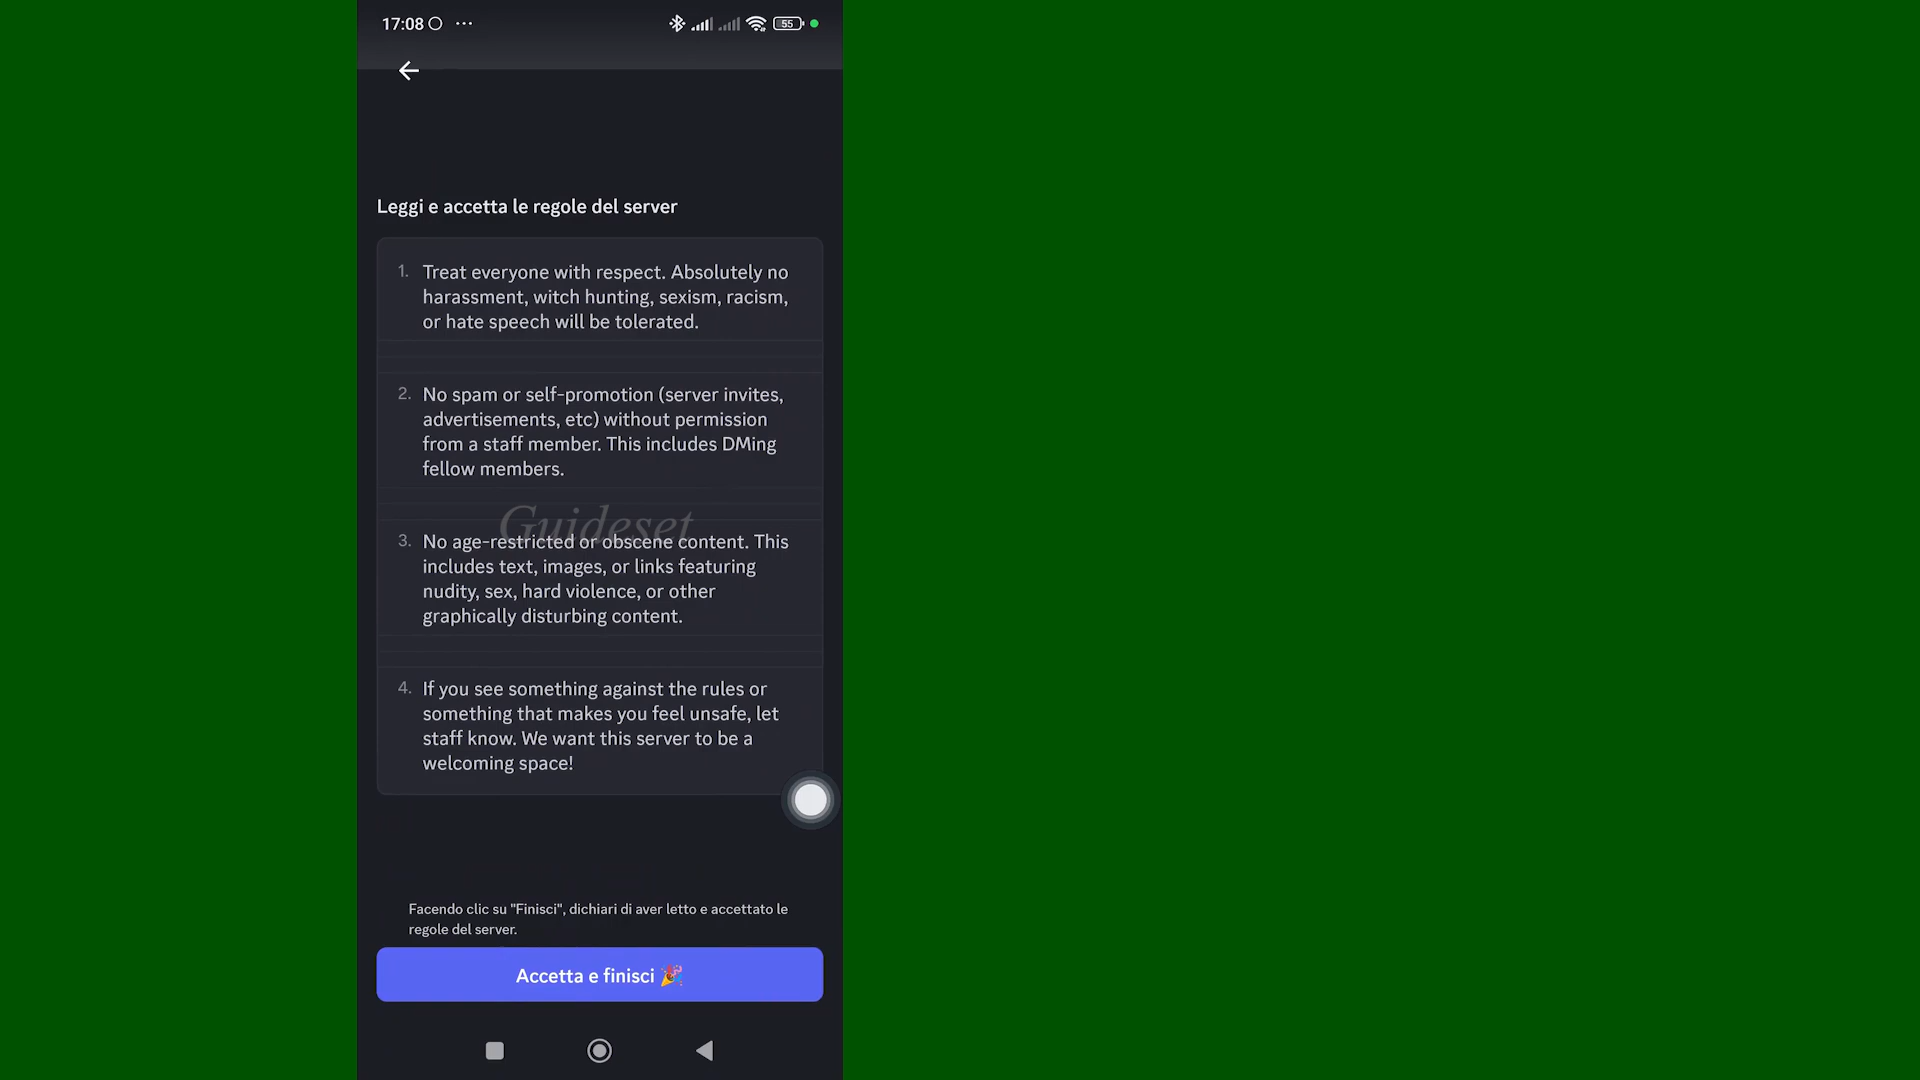 17:08
55
Leggi e accetta le regole del server
1. Treat everyone with respect. Absolutely no
harassment, witch hunting, sexism, racism,
or hate speech will be tolerated.
2. No spam or self-promotion (server invites,
advertisements, etc) without permission
from a staff member. This includes DMing
fellow members.
Guideset
3. No age-restricted or obscene content. This
includes text, images, or links featuring
nudity, sex, hard violence, or other
graphically disturbing content.
4. If you see something against the rules or
something that makes you feel unsafe, let
staff know. We want this server to be a
welcoming space!
Facendo clic su "Finisci", dichiari di aver letto e accettato le
regole del server.
Accetta e finisci 🎉